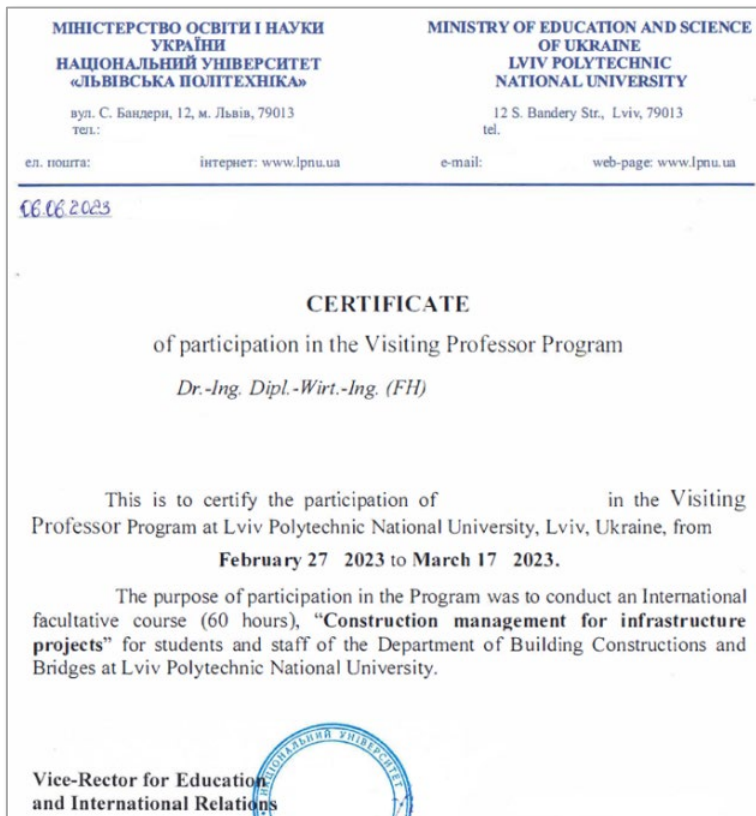 МІНІСТЕРСТВО ОСВІТИ І НАУКИ
УКРАЇНИ
НАЦІОНАЛЬНИЙ УНІВЕРСИТЕТ
«ЛЬВІВСЬКА ПОЛІТЕХНІКА»
вул. С. Бандери, 12, м. Львів, 79013
тел.:
ел. пошта: інтернет: www.lpnu.ua
MINISTRY OF EDUCATION AND SCIENCE
OF UKRAINE
LVIV POLYTECHNIC
NATIONAL UNIVERSITY
12 S. Bandery Str., Lviv, 79013
tel.
e-mail: web-page: www.lpnu.ua
06.06.2023
CERTIFICATE
of participation in the Visiting Professor Program
Dr.-Ing. Dipl.-Wirt.-Ing. (FH)
This is to certify the participation of in the Visiting
Professor Program at Lviv Polytechnic National University, Lviv, Ukraine, from
February 27 2023 to March 17 2023.
The purpose of participation in the Program was to conduct an International
facultative course (60 hours), “Construction management for infrastructure
projects” for students and staff of the Department of Building Constructions and
Bridges at Lviv Polytechnic National University.
Vice-Rector for Education
and International Relations
НАЦІОНАЛЬНИЙ УНІВЕРСИТЕТ